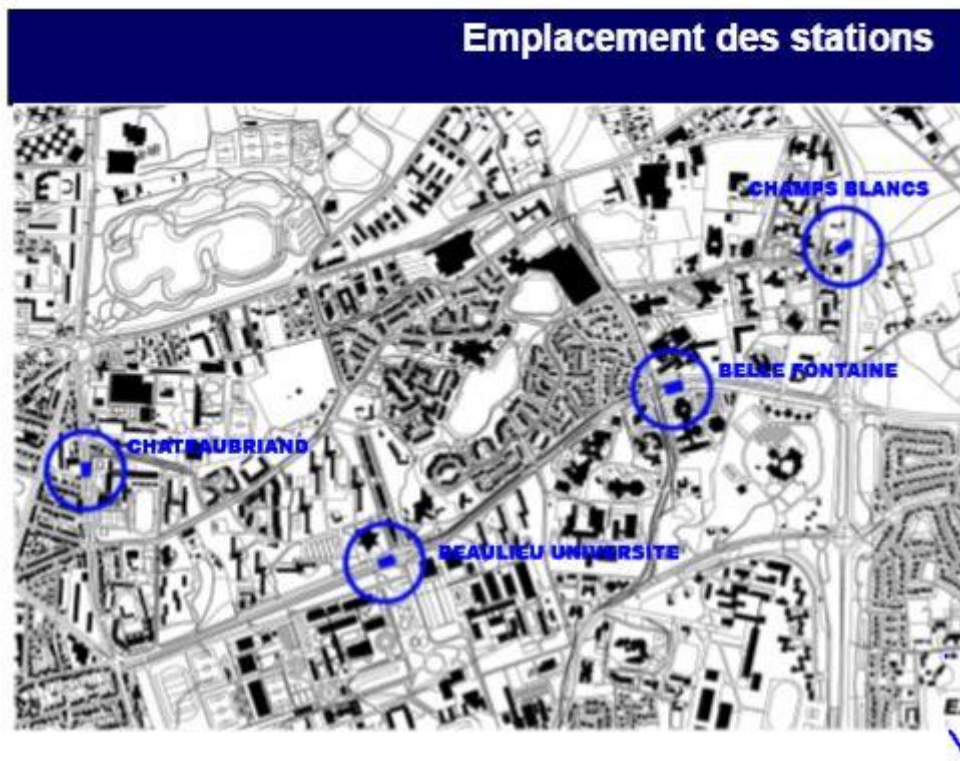 Emplacement des stations
CHAMPS BLANCS
BELLE FONTAINE
CHATEAUBRIAND
BEAULIEU UNIVERSITE